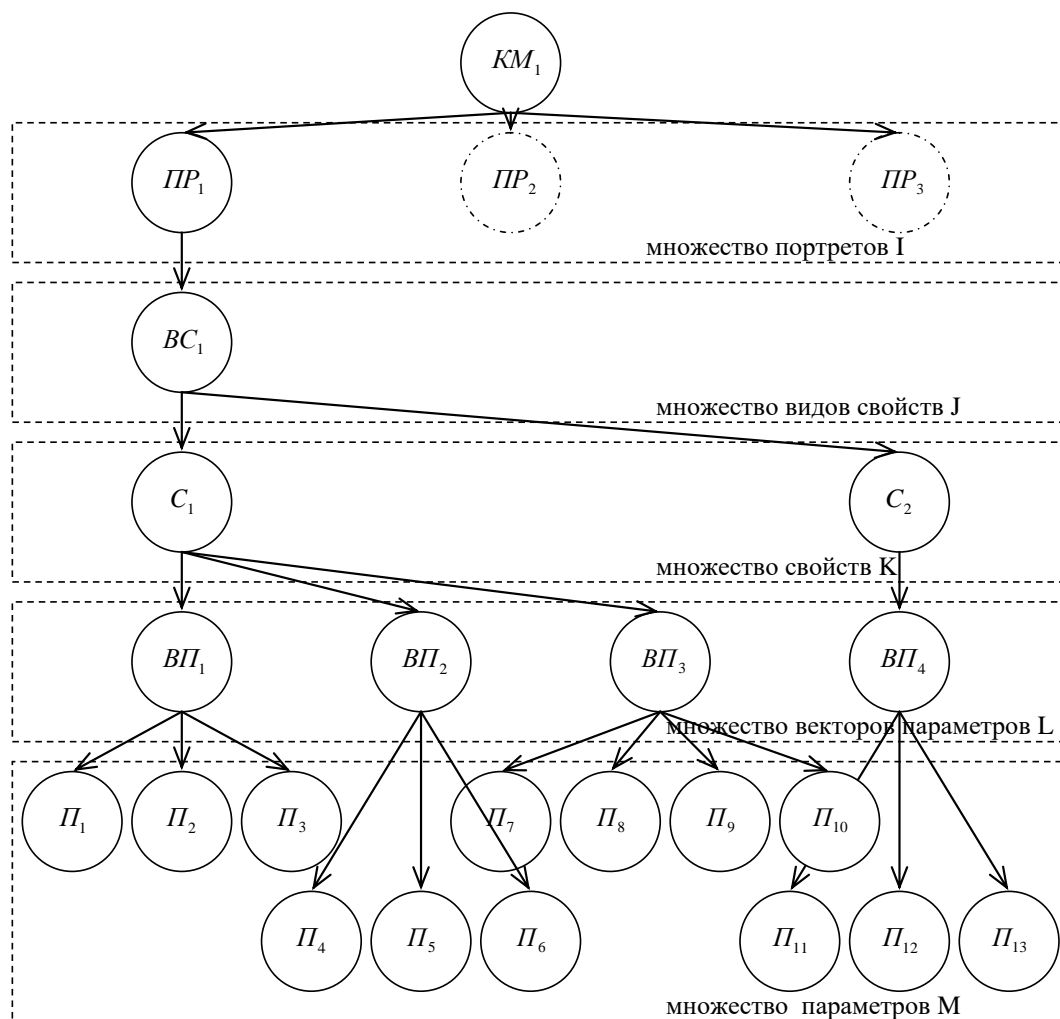 КМ₁
ПР₁ ПР₂ ПР₃
множество портретов I
ВС₁
множество видов свойств J
С₁ С₂
множество свойств K
ВП₁ ВП₂ ВП₃ ВП₄
множество векторов параметров L
П₁ П₂ П₃ П₇ П₈ П₉ П₁₀
П₄ П₅ П₆ П₁₁ П₁₂ П₁₃
множество параметров M